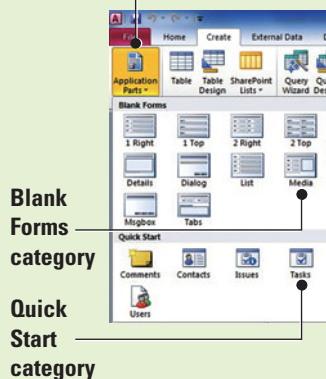 File Home Create External Data
Application Parts Table Table Design SharePoint Lists Query Wizard
Blank Forms
1 Right 1 Top 2 Right 2 Top
Details Dialog List Media
Msgbox Tabs
Quick Start
Comments Contacts Issues Tasks
Users
Blank
Forms
category
Quick
Start
category